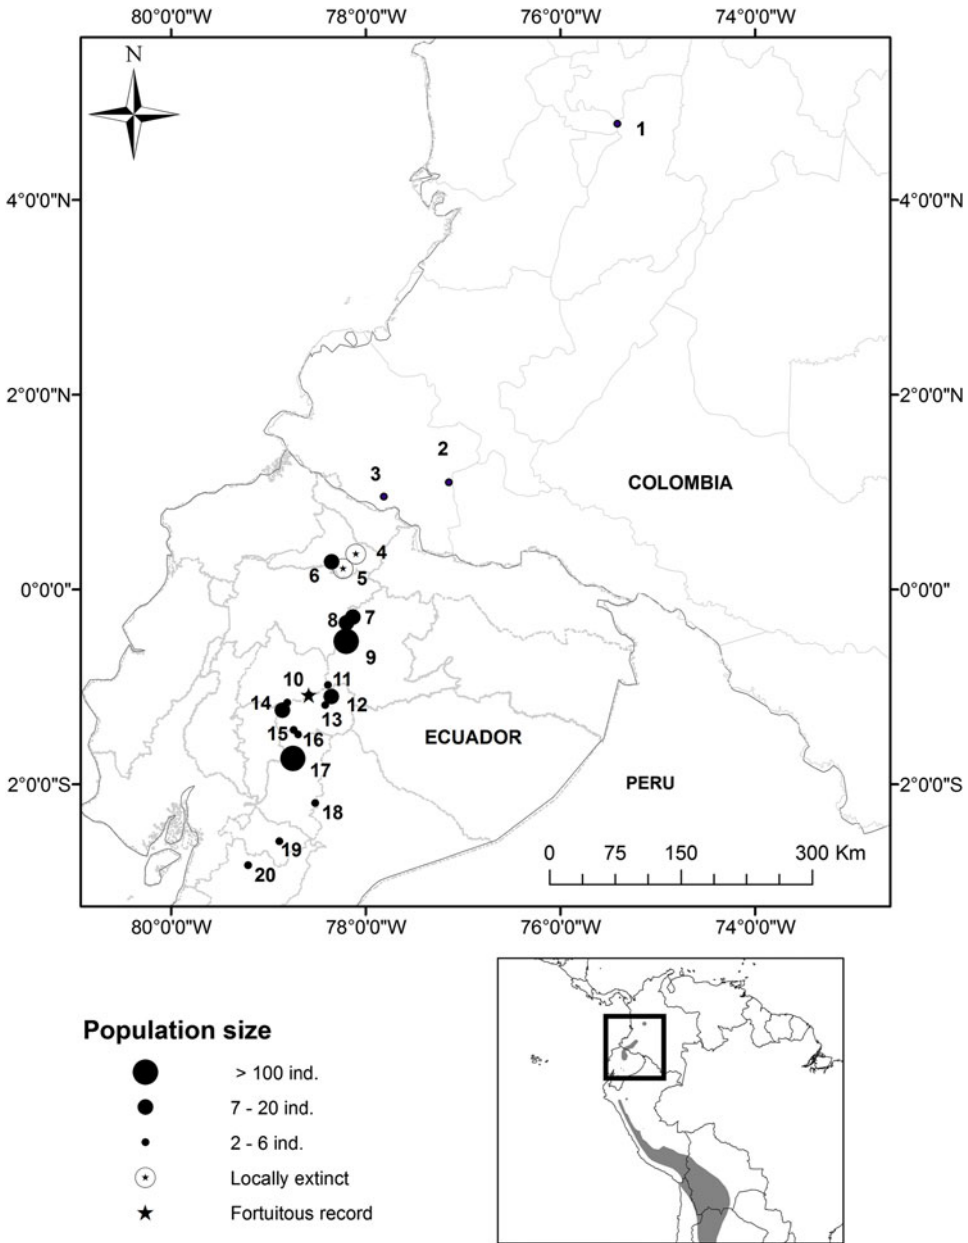 80°0'0"W 78°0'0"W 76°0'0"W 74°0'0"W
N
1
4°0'0"N 4°0'0"N
2°0'0"N 2°0'0"N
2
3
COLOMBIA
4
6 5
0°0'0" 0°0'0"
8 7
9
10 11
14 12
13
15 16
ECUADOR
17
PERU
2°0'0"S 2°0'0"S
18
19
0 75 150 300 Km
20
80°0'0"W 78°0'0"W 76°0'0"W 74°0'0"W
Population size
> 100 ind.
7 - 20 ind.
2 - 6 ind.
Locally extinct
Fortuitous record